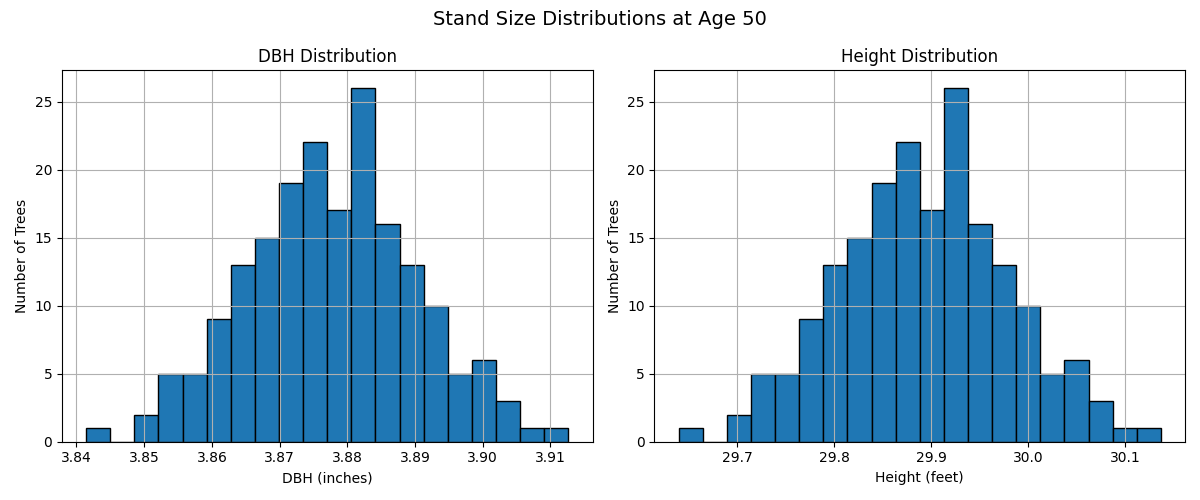 Stand Size Distributions at Age 50
DBH Distribution
Number of Trees
25
20
15
10
5
0
3.84 3.85 3.86 3.87 3.88 3.89 3.90 3.91
DBH (inches)
Height Distribution
Number of Trees
25
20
15
10
5
0
29.7 29.8 29.9 30.0 30.1
Height (feet)